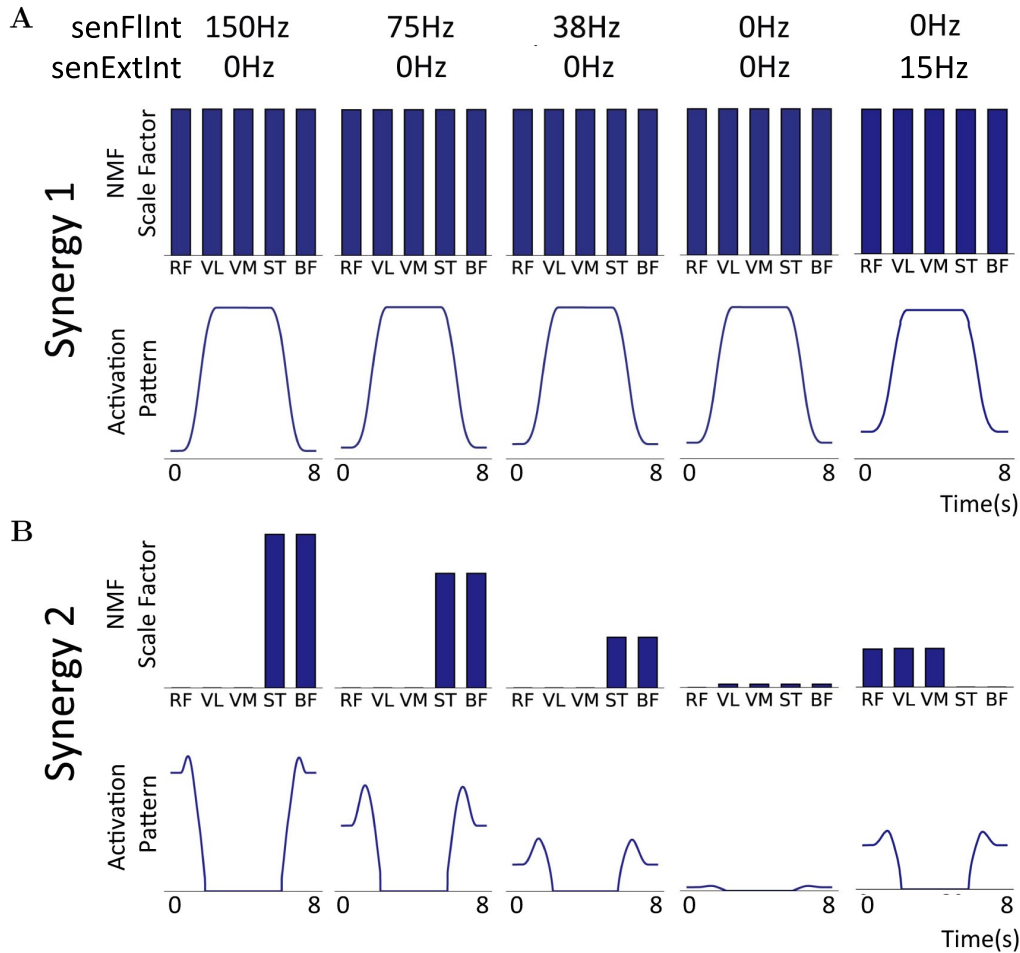 A
senFlInt 150Hz 75Hz 38Hz 0Hz 0Hz
senExtInt 0Hz 0Hz 0Hz 0Hz 15Hz
Synergy 1
NMF
Scale Factor
RF VL VM ST BF RF VL VM ST BF RF VL VM ST BF RF VL VM ST BF RF VL VM ST BF
Activation
Pattern
0 8 0 8 0 8 0 8 0 8
Time(s)
B
Synergy 2
NMF
Scale Factor
RF VL VM ST BF RF VL VM ST BF RF VL VM ST BF RF VL VM ST BF RF VL VM ST BF
Activation
Pattern
0 8 0 8 0 8 0 8 0 8
Time(s)